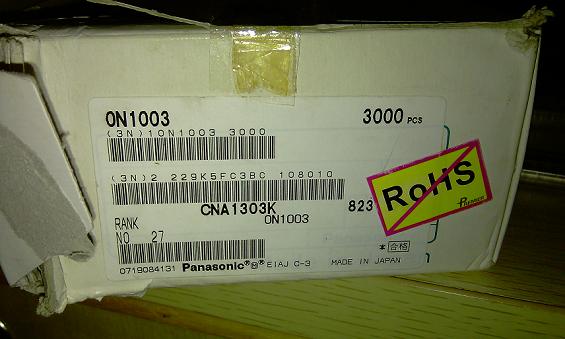 ON1003 3000 PCS
(3N)1ON1003 3000
(3N)2 229K5FC3BC 108010
CNA1303K 823
ON1003
RANK
NO 27
RoHS
* 合格
0719084131 Panasonic EIAJ C-3 MADE IN JAPAN